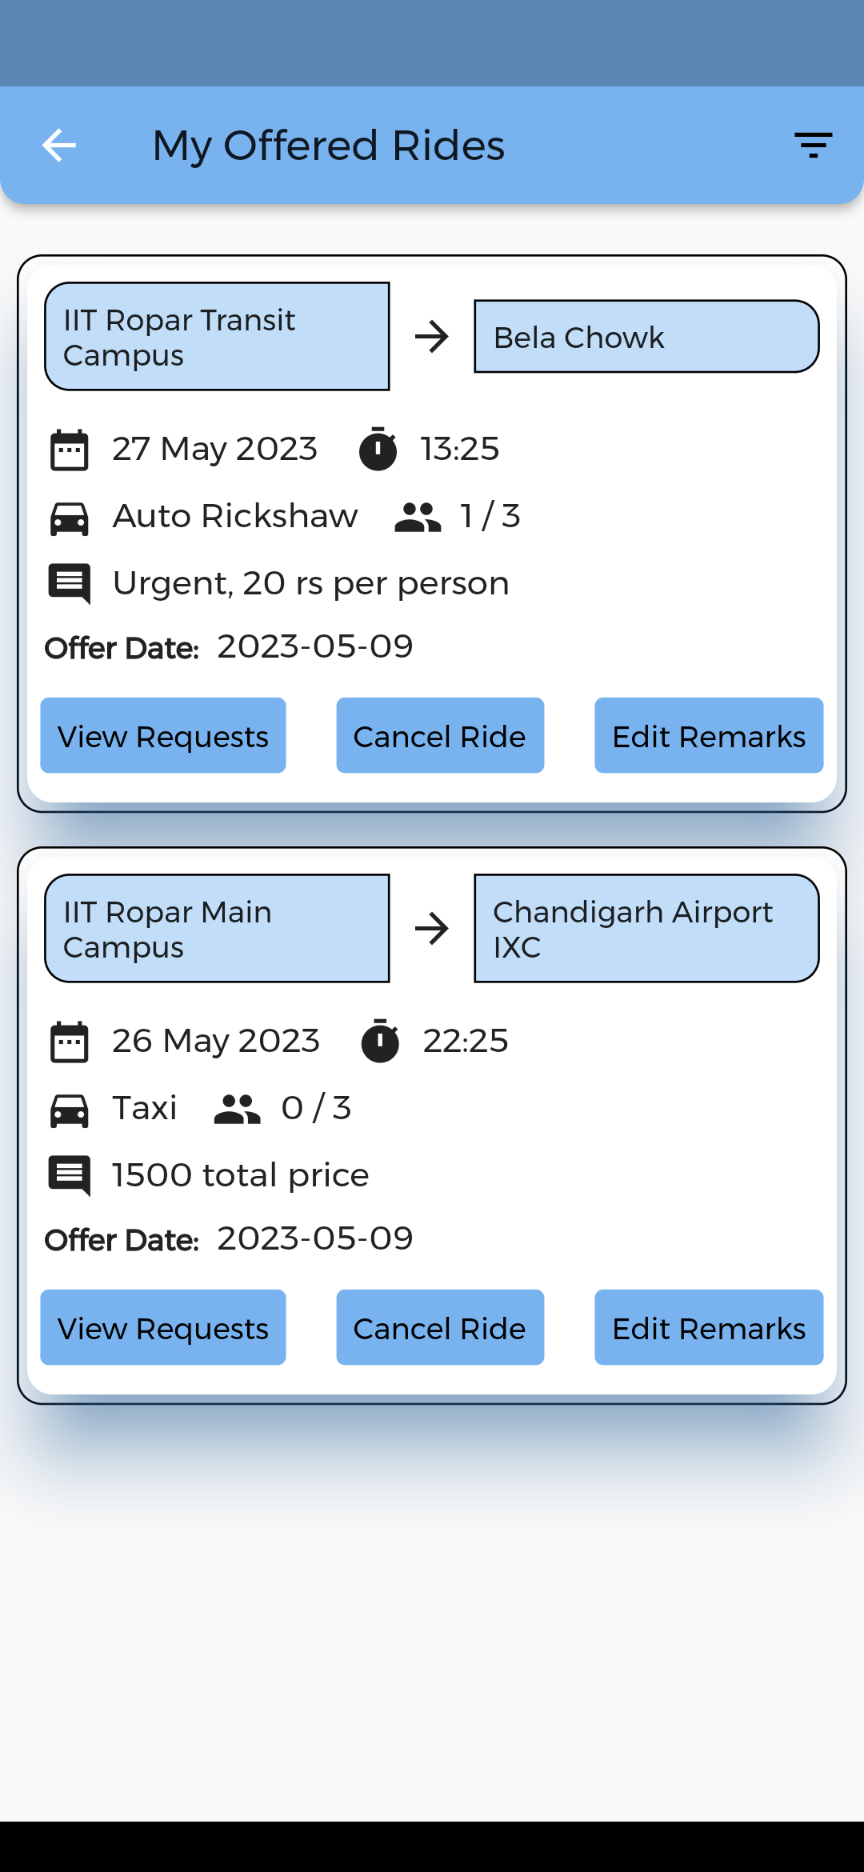 My Offered Rides
IIT Ropar Transit
Campus
Bela Chowk
27 May 2023 13:25
Auto Rickshaw 1 / 3
Urgent, 20 rs per person
Offer Date: 2023-05-09
View Requests Cancel Ride Edit Remarks
IIT Ropar Main
Campus
Chandigarh Airport
IXC
26 May 2023 22:25
Taxi 0 / 3
1500 total price
Offer Date: 2023-05-09
View Requests Cancel Ride Edit Remarks